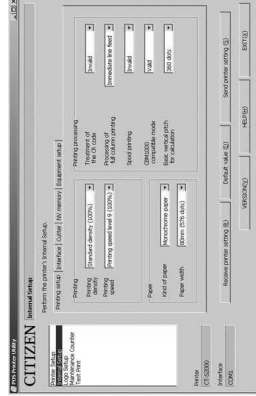 POS Printer Utility
CITIZEN Internal Setup
Printer Setup
Internal Setup
Logo Setup
Maintenance Counter
Test Print
Printer
CT-S2000
Interface
COM1
Perform the printer's Internal Setup.
Printing setup Interface Cutter NV memory Equipment setup
Printing
Printing density
Standard density (100%)
Printing speed
Printing speed level 9 (100%)
Paper
Kind of paper
Monochrome paper
Paper width
80mm (576 dots)
Printing processing
Treatment of the CR code
Invalid
Processing of full column printing
Immediate line feed
Spool printing
Invalid
CBM1000 compatible mode
Valid
Basic vertical pitch for calculation
360 dots
Receive printer setting (R) Default value (D) Send printer setting (S)
VERSION(V) HELP(H) EXIT(X)